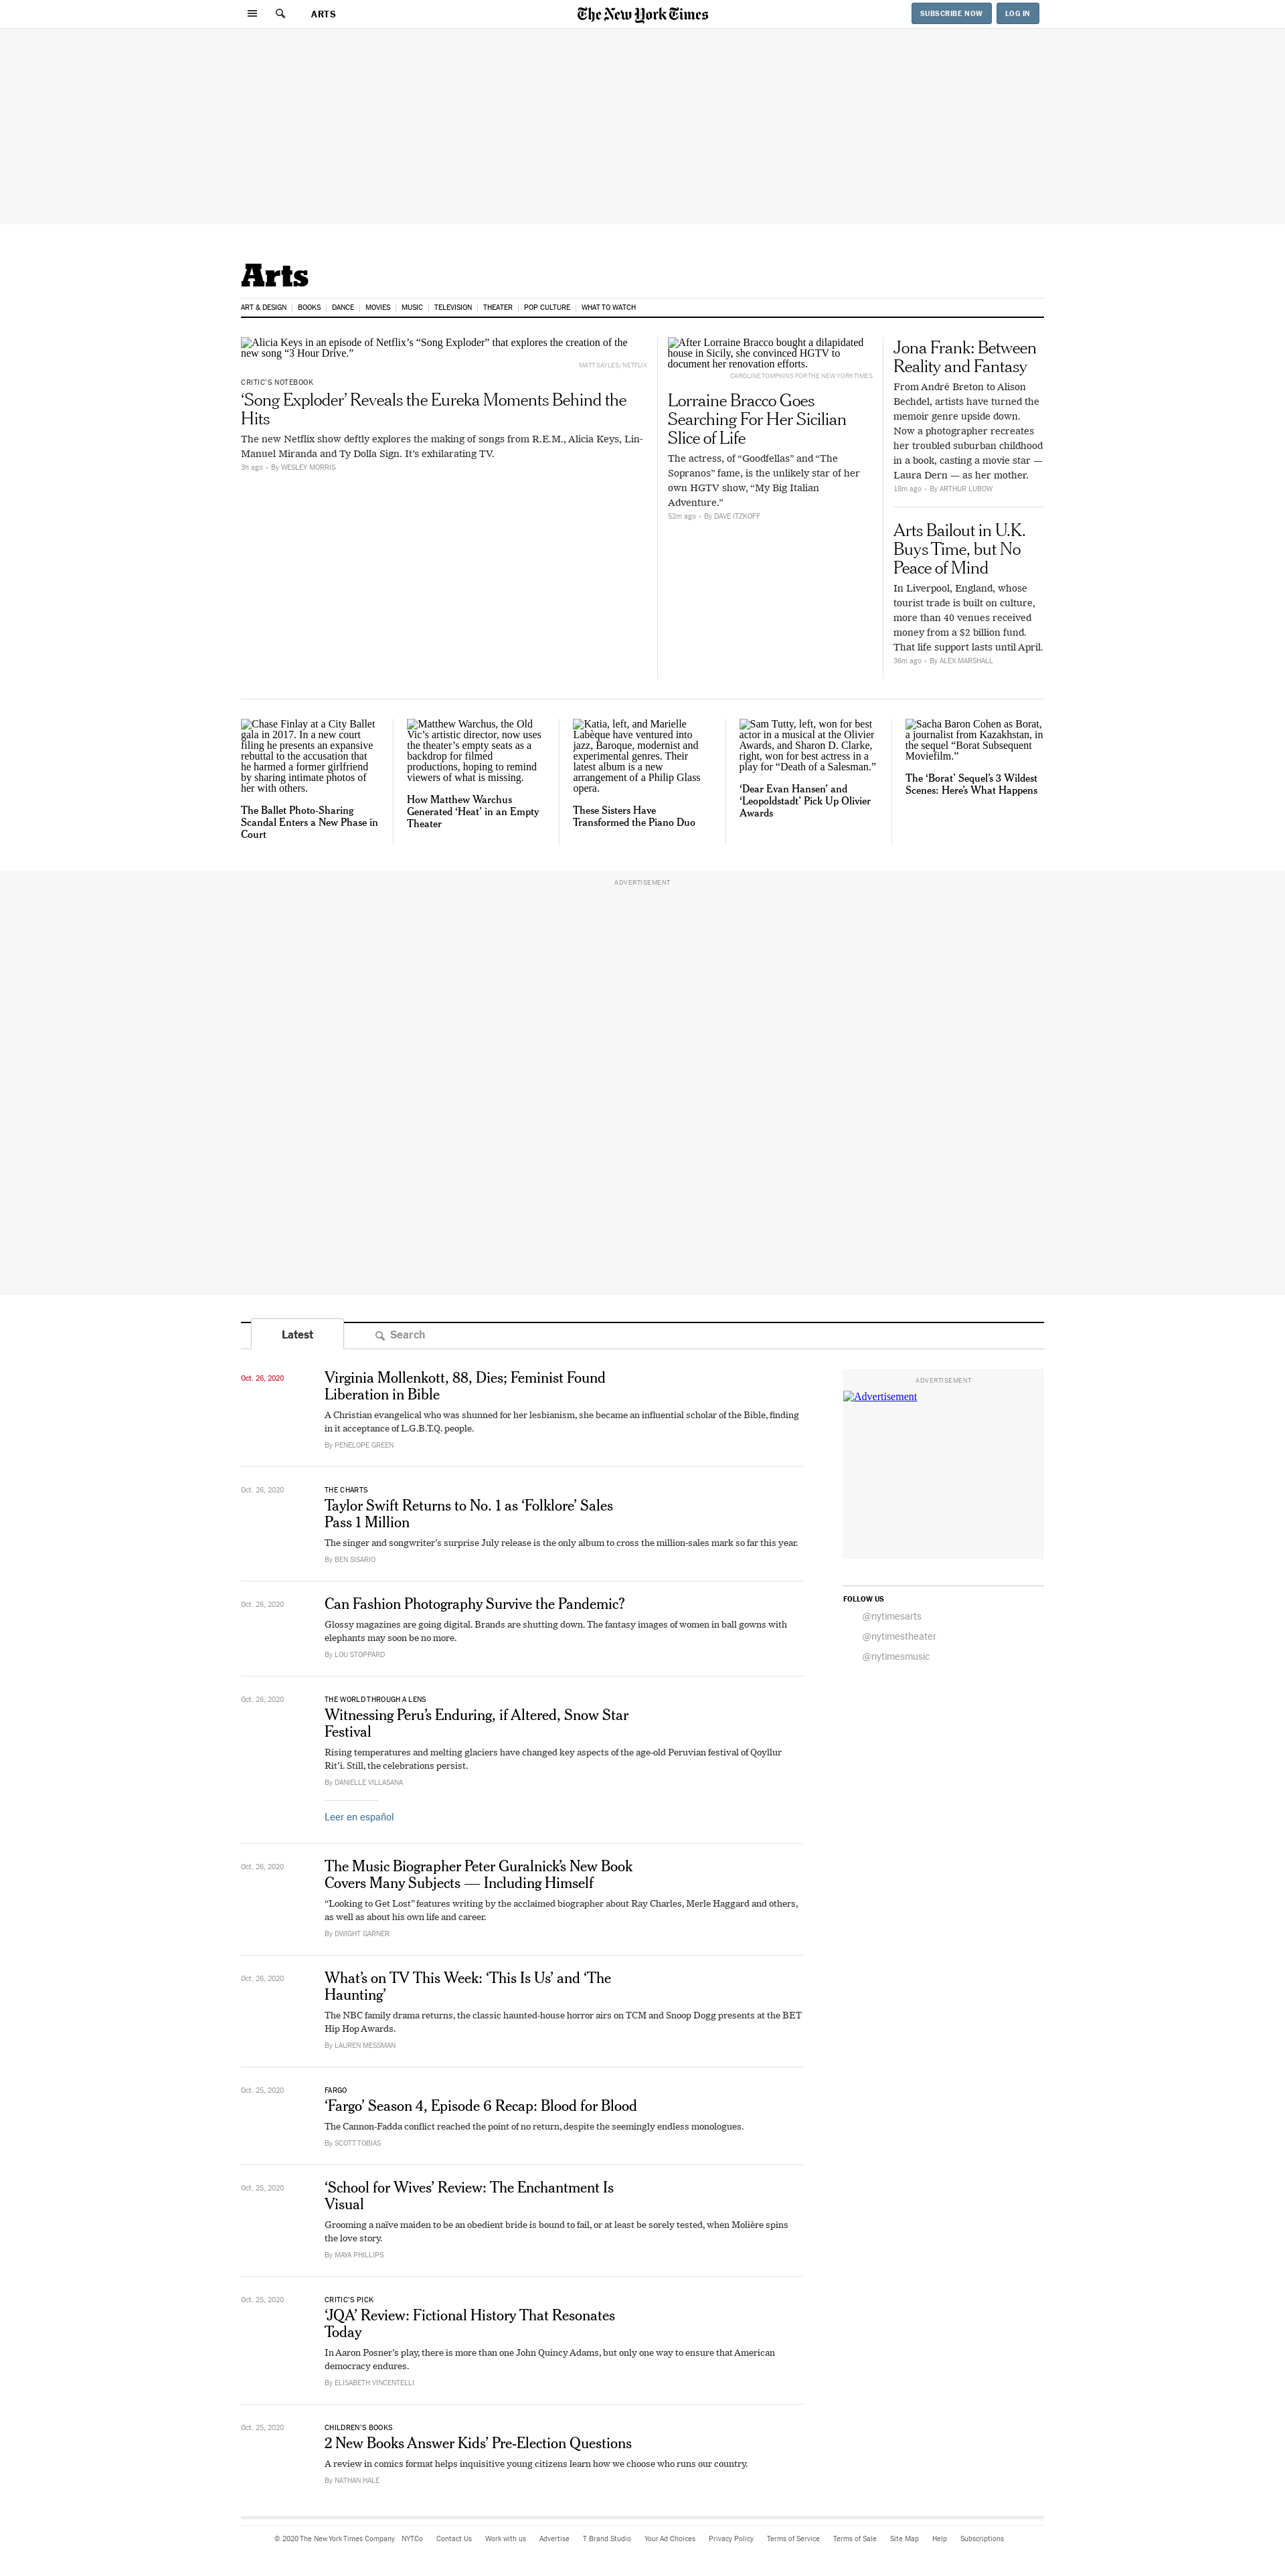 ARTS
The New York Times
SUBSCRIBE NOW
LOG IN
Arts
ART & DESIGN
BOOKS
DANCE
MOVIES
MUSIC
TELEVISION
THEATER
POP CULTURE
WHAT TO WATCH
Alicia Keys in an episode of Netflix’s “Song Exploder” that explores the creation of the
new song “3 Hour Drive.”
MATT SAYLES/NETFLIX
CRITIC’S NOTEBOOK
‘Song Exploder’ Reveals the Eureka Moments Behind the
Hits
The new Netflix show deftly explores the making of songs from R.E.M., Alicia Keys, Lin-
Manuel Miranda and Ty Dolla Sign. It’s exhilarating TV.
3h ago • By WESLEY MORRIS
After Lorraine Bracco bought a dilapidated
house in Sicily, she convinced HGTV to
document her renovation efforts.
CAROLINE TOMPKINS FOR THE NEW YORK TIMES
Lorraine Bracco Goes
Searching For Her Sicilian
Slice of Life
The actress, of “Goodfellas” and “The
Sopranos” fame, is the unlikely star of her
own HGTV show, “My Big Italian
Adventure.”
52m ago • By DAVE ITZKOFF
Jona Frank: Between
Reality and Fantasy
From André Breton to Alison
Bechdel, artists have turned the
memoir genre upside down.
Now a photographer recreates
her troubled suburban childhood
in a book, casting a movie star —
Laura Dern — as her mother.
18m ago • By ARTHUR LUBOW
Arts Bailout in U.K.
Buys Time, but No
Peace of Mind
In Liverpool, England, whose
tourist trade is built on culture,
more than 40 venues received
money from a $2 billion fund.
That life support lasts until April.
36m ago • By ALEX MARSHALL
Chase Finlay at a City Ballet
gala in 2017. In a new court
filing he presents an expansive
rebuttal to the accusation that
he harmed a former girlfriend
by sharing intimate photos of
her with others.
The Ballet Photo-Sharing
Scandal Enters a New Phase in
Court
Matthew Warchus, the Old
Vic’s artistic director, now uses
the theater’s empty seats as a
backdrop for filmed
productions, hoping to remind
viewers of what is missing.
How Matthew Warchus
Generated ‘Heat’ in an Empty
Theater
Katia, left, and Marielle
Labèque have ventured into
jazz, Baroque, modernist and
experimental genres. Their
latest album is a new
arrangement of a Philip Glass
opera.
These Sisters Have
Transformed the Piano Duo
Sam Tutty, left, won for best
actor in a musical at the Olivier
Awards, and Sharon D. Clarke,
right, won for best actress in a
play for “Death of a Salesman.”
‘Dear Evan Hansen’ and
‘Leopoldstadt’ Pick Up Olivier
Awards
Sacha Baron Cohen as Borat,
a journalist from Kazakhstan, in
the sequel “Borat Subsequent
Moviefilm.”
The ‘Borat’ Sequel’s 3 Wildest
Scenes: Here’s What Happens
ADVERTISEMENT
Latest
Search
Oct. 26, 2020
Virginia Mollenkott, 88, Dies; Feminist Found
Liberation in Bible
A Christian evangelical who was shunned for her lesbianism, she became an influential scholar of the Bible, finding
in it acceptance of L.G.B.T.Q. people.
By PENELOPE GREEN
Oct. 26, 2020
THE CHARTS
Taylor Swift Returns to No. 1 as ‘Folklore’ Sales
Pass 1 Million
The singer and songwriter’s surprise July release is the only album to cross the million-sales mark so far this year.
By BEN SISARIO
Oct. 26, 2020
Can Fashion Photography Survive the Pandemic?
Glossy magazines are going digital. Brands are shutting down. The fantasy images of women in ball gowns with
elephants may soon be no more.
By LOU STOPPARD
Oct. 26, 2020
THE WORLD THROUGH A LENS
Witnessing Peru’s Enduring, if Altered, Snow Star
Festival
Rising temperatures and melting glaciers have changed key aspects of the age-old Peruvian festival of Qoyllur
Rit’i. Still, the celebrations persist.
By DANIELLE VILLASANA
Leer en español
Oct. 26, 2020
The Music Biographer Peter Guralnick’s New Book
Covers Many Subjects — Including Himself
“Looking to Get Lost” features writing by the acclaimed biographer about Ray Charles, Merle Haggard and others,
as well as about his own life and career.
By DWIGHT GARNER
Oct. 26, 2020
What’s on TV This Week: ‘This Is Us’ and ‘The
Haunting’
The NBC family drama returns, the classic haunted-house horror airs on TCM and Snoop Dogg presents at the BET
Hip Hop Awards.
By LAUREN MESSMAN
Oct. 25, 2020
FARGO
‘Fargo’ Season 4, Episode 6 Recap: Blood for Blood
The Cannon-Fadda conflict reached the point of no return, despite the seemingly endless monologues.
By SCOTT TOBIAS
Oct. 25, 2020
‘School for Wives’ Review: The Enchantment Is
Visual
Grooming a naïve maiden to be an obedient bride is bound to fail, or at least be sorely tested, when Molière spins
the love story.
By MAYA PHILLIPS
Oct. 25, 2020
CRITIC’S PICK
‘JQA’ Review: Fictional History That Resonates
Today
In Aaron Posner’s play, there is more than one John Quincy Adams, but only one way to ensure that American
democracy endures.
By ELISABETH VINCENTELLI
Oct. 25, 2020
CHILDREN’S BOOKS
2 New Books Answer Kids’ Pre-Election Questions
A review in comics format helps inquisitive young citizens learn how we choose who runs our country.
By NATHAN HALE
ADVERTISEMENT
Advertisement
FOLLOW US
@nytimesarts
@nytimestheater
@nytimesmusic
© 2020 The New York Times Company
NYTCo
Contact Us
Work with us
Advertise
T Brand Studio
Your Ad Choices
Privacy Policy
Terms of Service
Terms of Sale
Site Map
Help
Subscriptions